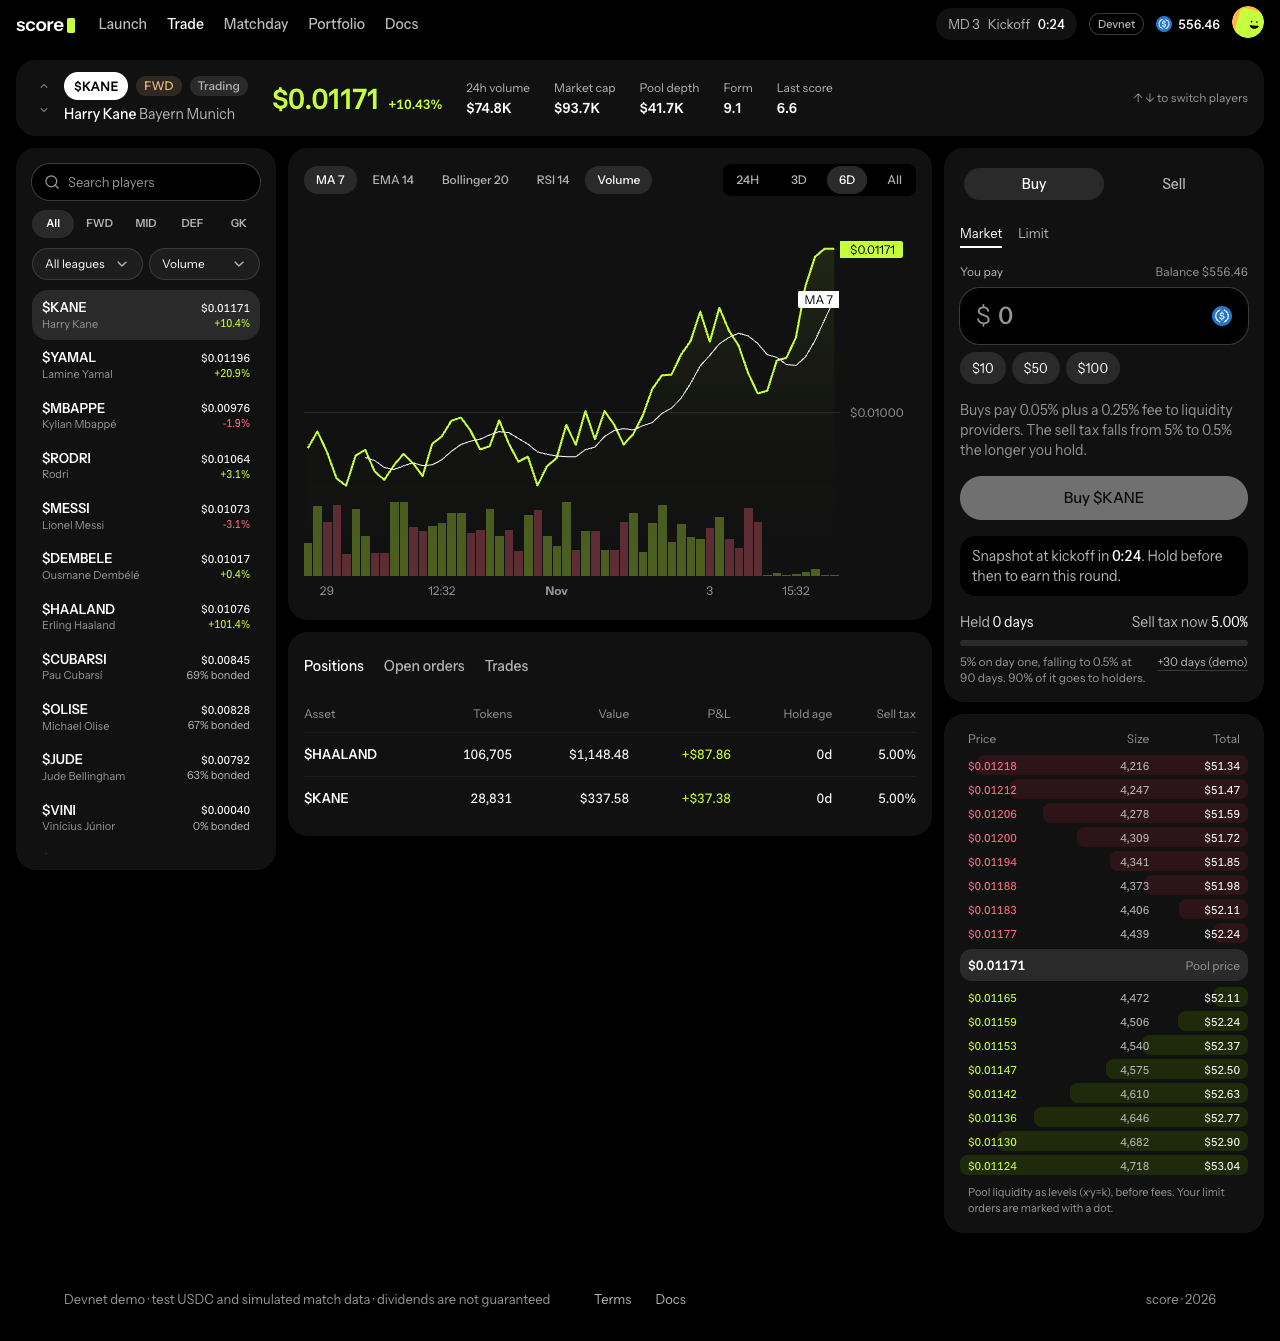 score
Launch
Trade
Matchday
Portfolio
Docs
MD 3 Kickoff 0:24
Devnet
556.46
$KANE
FWD
Trading
Harry Kane Bayern Munich
$0.01171 +10.43%
24h volume
$74.8K
Market cap
$93.7K
Pool depth
$41.7K
Form
9.1
Last score
6.6
↑ ↓ to switch players
Search players
All
FWD
MID
DEF
GK
All leagues
Volume
$KANE $0.01171
Harry Kane +10.4%
$YAMAL $0.01196
Lamine Yamal +20.9%
$MBAPPE $0.00976
Kylian Mbappé -1.9%
$RODRI $0.01064
Rodri +3.1%
$MESSI $0.01073
Lionel Messi -3.1%
$DEMBELE $0.01017
Ousmane Dembélé +0.4%
$HAALAND $0.01076
Erling Haaland +101.4%
$CUBARSI $0.00845
Pau Cubarsí 69% bonded
$OLISE $0.00828
Michael Olise 67% bonded
$JUDE $0.00792
Jude Bellingham 63% bonded
$VINI $0.00040
Vinícius Júnior 0% bonded
MA 7
EMA 14
Bollinger 20
RSI 14
Volume
24H
3D
6D
All
$0.01171
MA 7
$0.01000
29
12:32
Nov
3
15:32
Positions
Open orders
Trades
Asset Tokens Value P&L Hold age Sell tax
$HAALAND 106,705 $1,148.48 +$87.86 0d 5.00%
$KANE 28,831 $337.58 +$37.38 0d 5.00%
Buy
Sell
Market
Limit
You pay
Balance $556.46
$ 0
$10
$50
$100
Buys pay 0.05% plus a 0.25% fee to liquidity
providers. The sell tax falls from 5% to 0.5%
the longer you hold.
Buy $KANE
Snapshot at kickoff in 0:24. Hold before
then to earn this round.
Held 0 days
Sell tax now 5.00%
5% on day one, falling to 0.5% at
90 days. 90% of it goes to holders.
+30 days (demo)
Price Size Total
$0.01218 4,216 $51.34
$0.01212 4,247 $51.47
$0.01206 4,278 $51.59
$0.01200 4,309 $51.72
$0.01194 4,341 $51.85
$0.01188 4,373 $51.98
$0.01183 4,406 $52.11
$0.01177 4,439 $52.24
$0.01171 Pool price
$0.01165 4,472 $52.11
$0.01159 4,506 $52.24
$0.01153 4,540 $52.37
$0.01147 4,575 $52.50
$0.01142 4,610 $52.63
$0.01136 4,646 $52.77
$0.01130 4,682 $52.90
$0.01124 4,718 $53.04
Pool liquidity as levels (x·y=k), before fees. Your limit
orders are marked with a dot.
Devnet demo · test USDC and simulated match data · dividends are not guaranteed
Terms
Docs
score · 2026